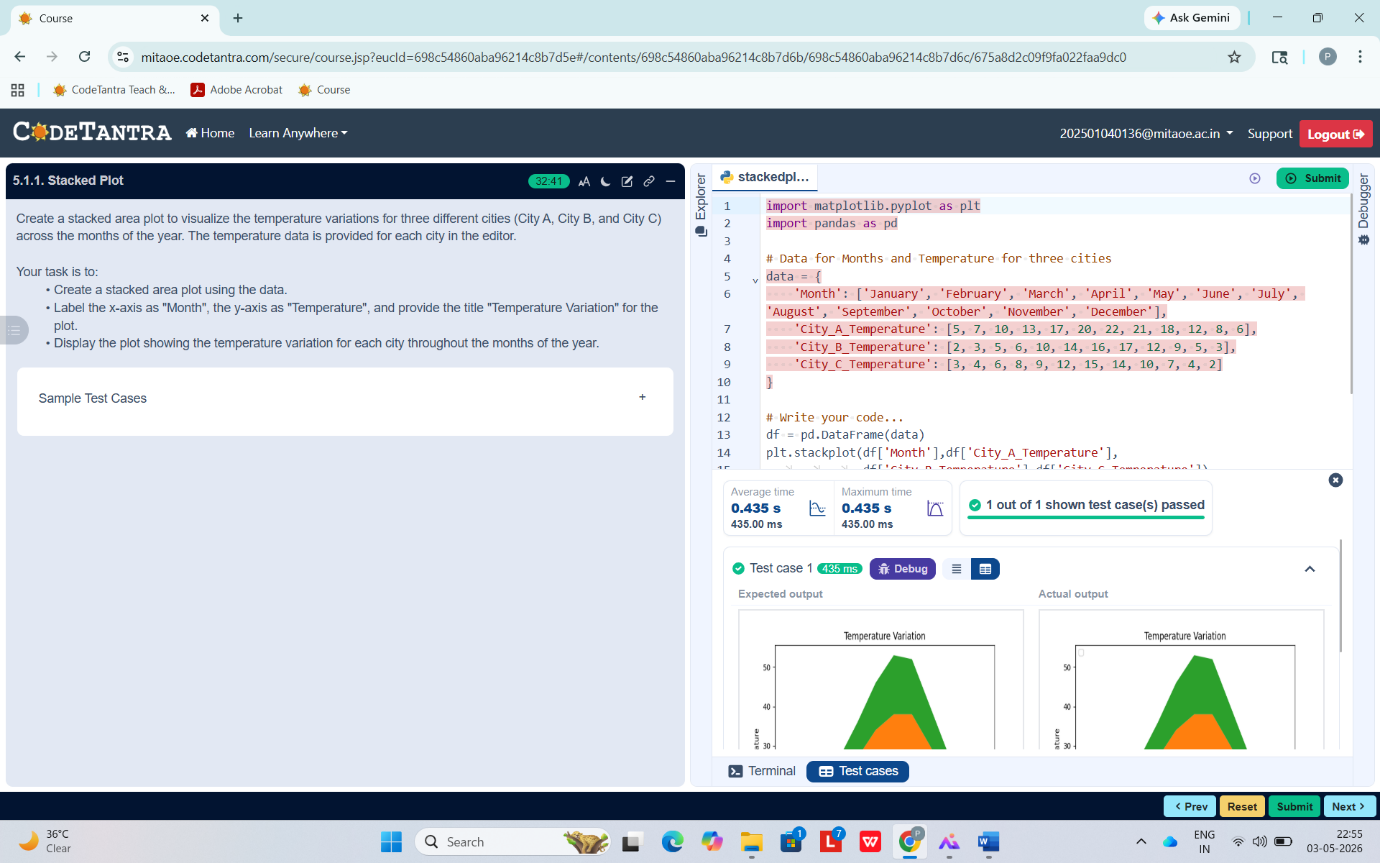 Course
Ask Gemini
mitaoe.codetantra.com/secure/course.jsp?eucId=698c54860aba96214c8b7d5e#/contents/698c54860aba96214c8b7d6b/698c54860aba96214c8b7d6c/675a8d2c09f9fa022faa9dc0
P
CodeTantra Teach &...
Adobe Acrobat
Course
CODETANTRA
Home
Learn Anywhere
202501040136@mitaoe.ac.in
Support
Logout
5.1.1. Stacked Plot
32:41
AA
Create a stacked area plot to visualize the temperature variations for three different cities (City A, City B, and City C)
across the months of the year. The temperature data is provided for each city in the editor.
Your task is to:
• Create a stacked area plot using the data.
• Label the x-axis as "Month", the y-axis as "Temperature", and provide the title "Temperature Variation" for the
plot.
• Display the plot showing the temperature variation for each city throughout the months of the year.
Sample Test Cases
+
Explorer
stackedpl...
Submit
Debugger
1 import matplotlib.pyplot as plt
2 import pandas as pd
3
4 # Data for Months and Temperature for three cities
5 data = {
6 'Month': ['January', 'February', 'March', 'April', 'May', 'June', 'July',
'August', 'September', 'October', 'November', 'December'],
7 'City_A_Temperature': [5, 7, 10, 13, 17, 20, 22, 21, 18, 12, 8, 6],
8 'City_B_Temperature': [2, 3, 5, 6, 10, 14, 16, 17, 12, 9, 5, 3],
9 'City_C_Temperature': [3, 4, 6, 8, 9, 12, 15, 14, 10, 7, 4, 2]
10 }
11
12 # Write your code...
13 df = pd.DataFrame(data)
14 plt.stackplot(df['Month'],df['City_A_Temperature'],
15 df['City_B_Temperature'],df['City_C_Temperature'])
Average time
0.435 s
435.00 ms
Maximum time
0.435 s
435.00 ms
1 out of 1 shown test case(s) passed
Test case 1
435 ms
Debug
Expected output
Actual output
Temperature Variation
50
40
30
Temperature Variation
50
40
30
Terminal
Test cases
Prev
Reset
Submit
Next
36°C
Clear
Search
1
7
P
ENG
IN
22:55
03-05-2026